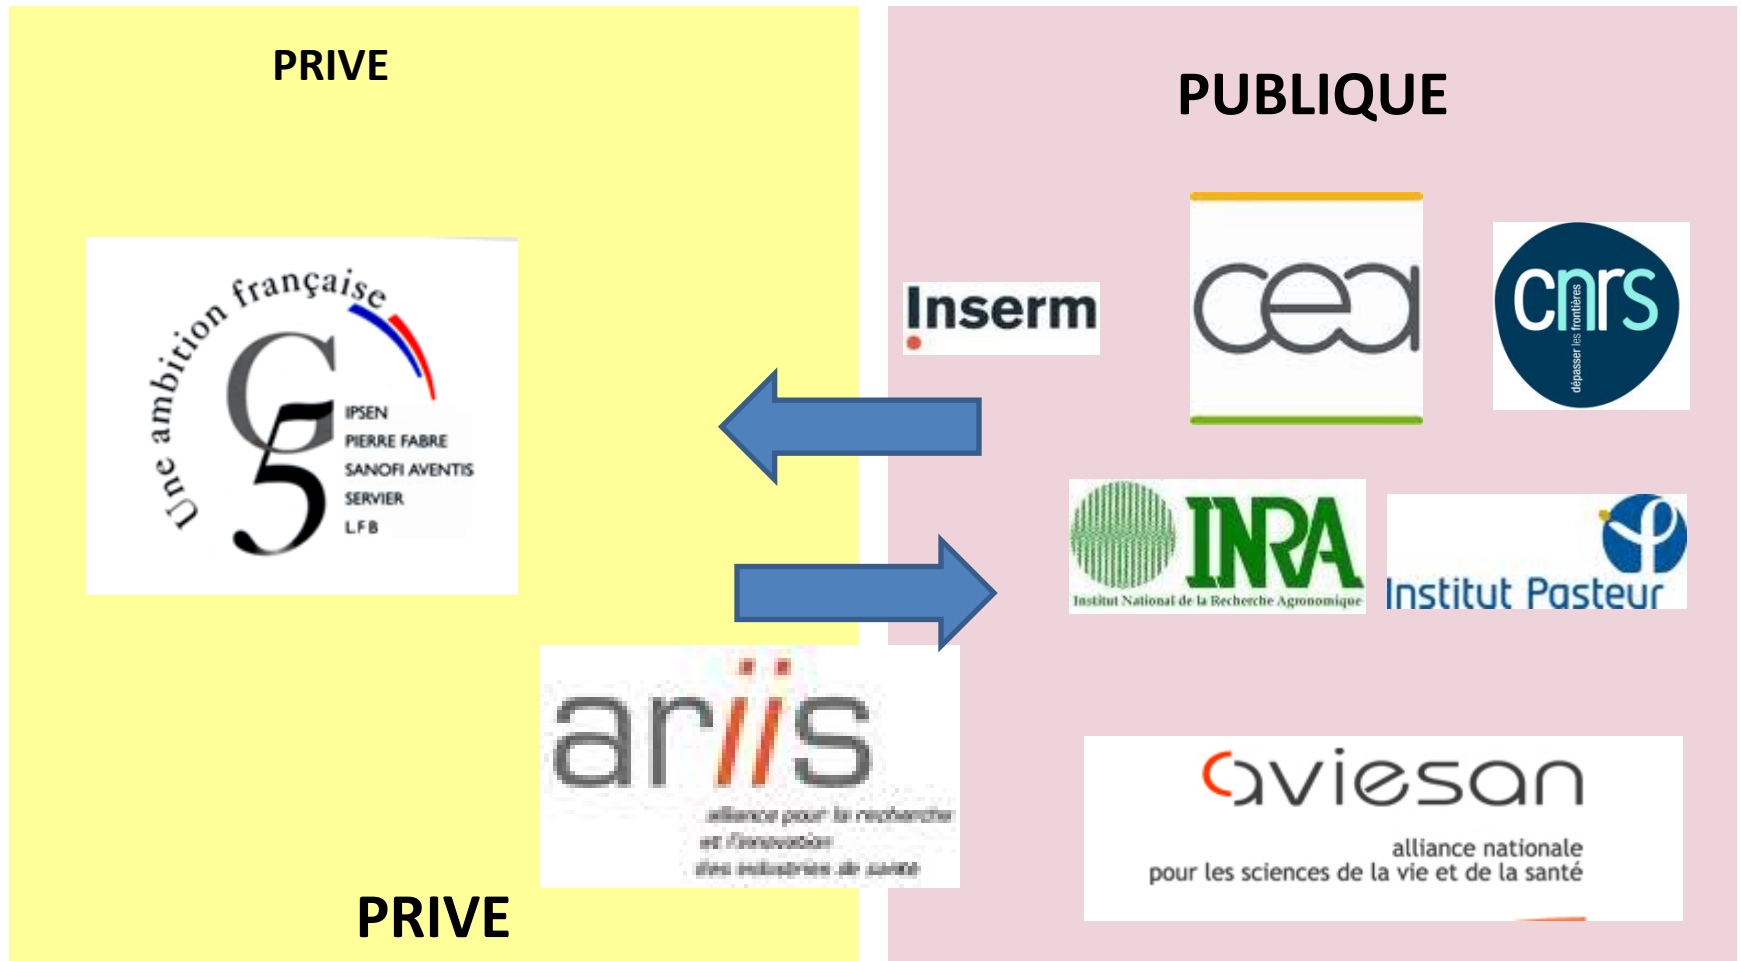 PRIVE
Une ambition française
G5
IPSEN
PIERRE FABRE
SANOFI AVENTIS
SERVIER
L.F.B
ariis
alliance pour la recherche
et l'innovation
des industries de santé
PRIVE
PUBLIQUE
Inserm
cea
cnrs
dépasser les frontières
INRA
Institut National de la Recherche Agronomique
Institut Pasteur
aviesan
alliance nationale
pour les sciences de la vie et de la santé